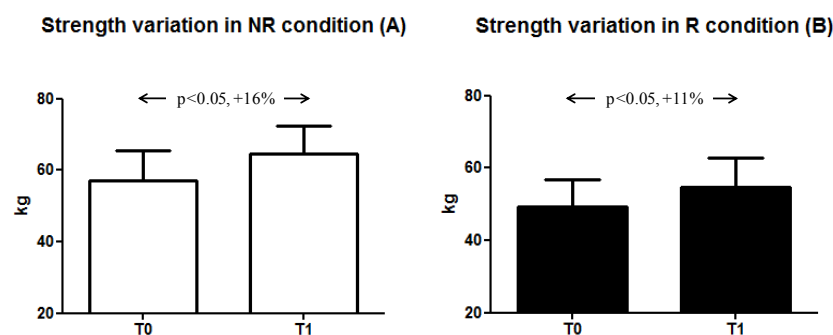 Strength variation in NR condition (A)
p<0.05, +16%
80
60
40
20
kg
T0
T1
Strength variation in R condition (B)
p<0.05, +11%
80
60
40
20
kg
T0
T1